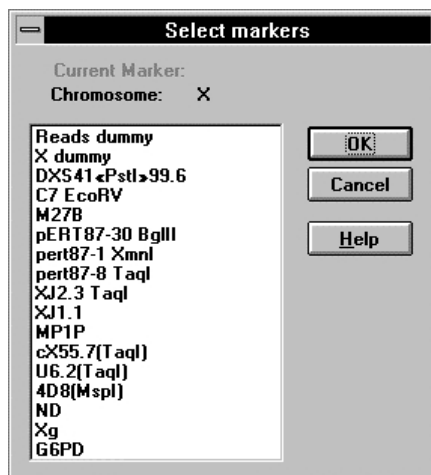 Select markers
Current Marker:
Chromosome: X
Reads dummy
X dummy
DXS41<PstI>99.6
C7 EcoRV
M27B
pERT87-30 BglII
pert87-1 XmnI
pert87-8 TaqI
XJ2.3 TaqI
XJ1.1
MP1P
cX55.7(TaqI)
U6.2(TaqI)
4D8(MspI)
ND
Xg
G6PD
OK
Cancel
Help